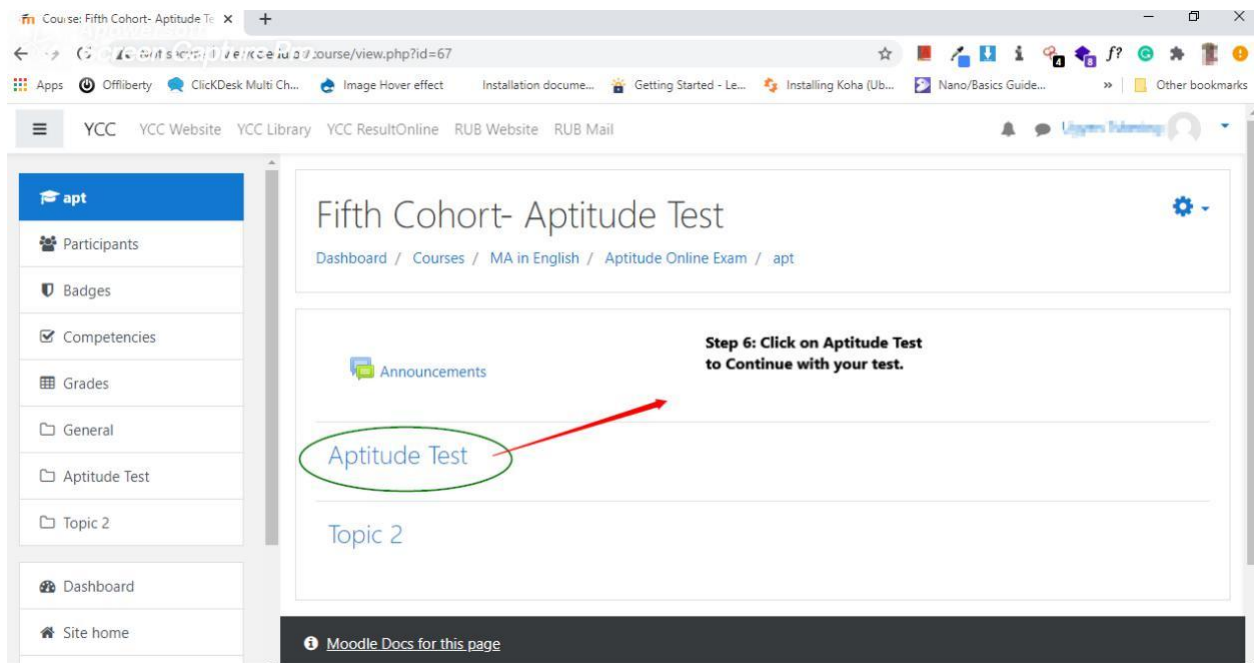 Course: Fifth Cohort- Aptitude Te
course/view.php?id=67
Apps Offliberty ClicKDesk Multi Ch... Image Hover effect Installation docume... Getting Started - Le... Installing Koha (Ub... Nano/Basics Guide... » Other bookmarks
YCC YCC Website YCC Library YCC ResultOnline RUB Website RUB Mail
apt
Participants
Badges
Competencies
Grades
General
Aptitude Test
Topic 2
Dashboard
Site home
Fifth Cohort- Aptitude Test
Dashboard / Courses / MA in English / Aptitude Online Exam / apt
Announcements
Step 6: Click on Aptitude Test
to Continue with your test.
Aptitude Test
Topic 2
Moodle Docs for this page